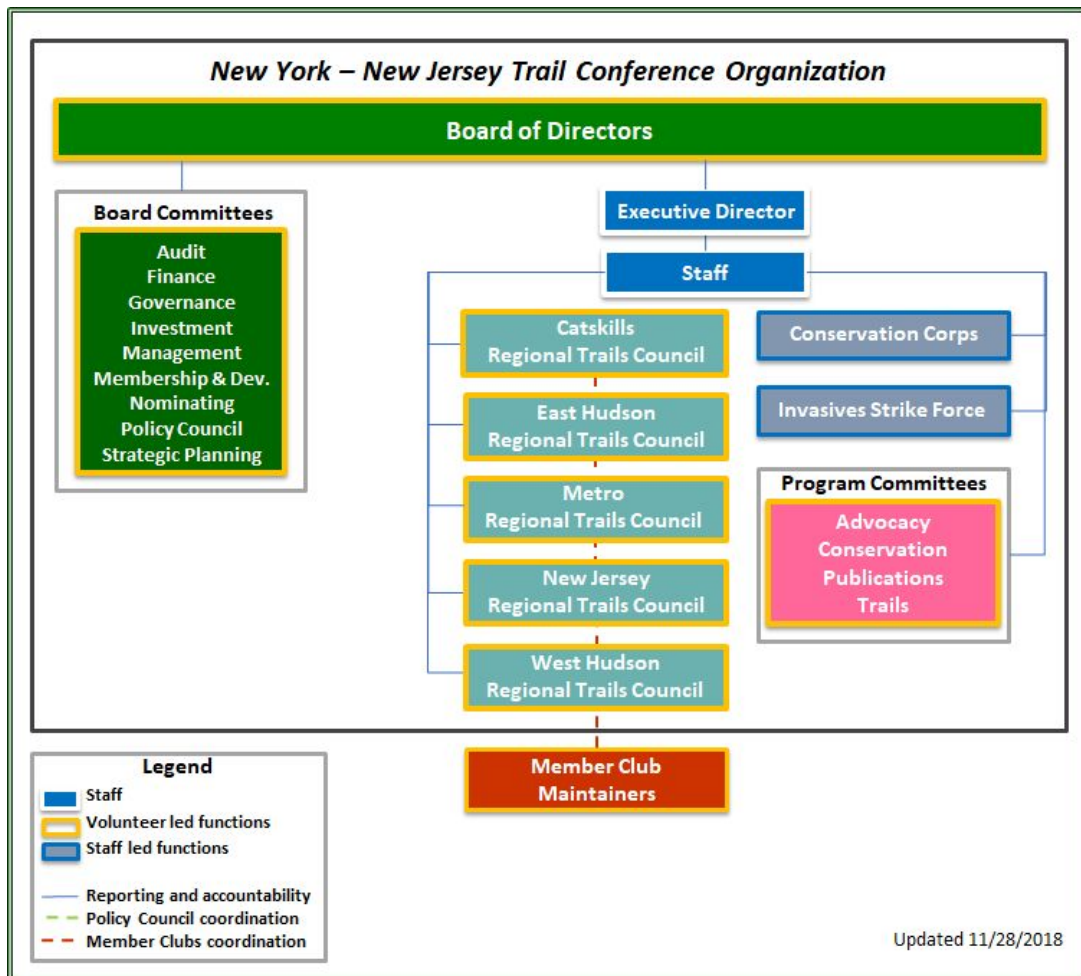 New York – New Jersey Trail Conference Organization
Board of Directors
Board Committees
Audit
Finance
Governance
Investment
Management
Membership & Dev.
Nominating
Policy Council
Strategic Planning
Executive Director
Staff
Catskills
Regional Trails Council
East Hudson
Regional Trails Council
Metro
Regional Trails Council
New Jersey
Regional Trails Council
West Hudson
Regional Trails Council
Conservation Corps
Invasives Strike Force
Program Committees
Advocacy
Conservation
Publications
Trails
Member Club
Maintainers
Legend
Staff
Volunteer led functions
Staff led functions
Reporting and accountability
Policy Council coordination
Member Clubs coordination
Updated 11/28/2018